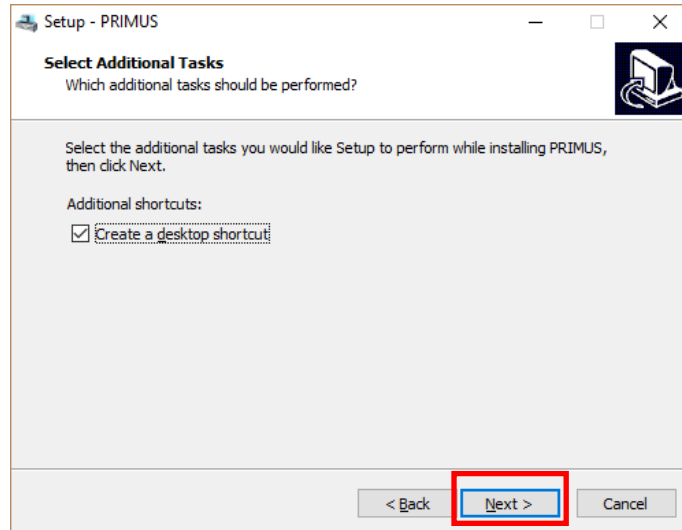 Setup - PRIMUS
Select Additional Tasks
Which additional tasks should be performed?
Select the additional tasks you would like Setup to perform while installing PRIMUS,
then click Next.
Additional shortcuts:
Create a desktop shortcut
< Back Next > Cancel